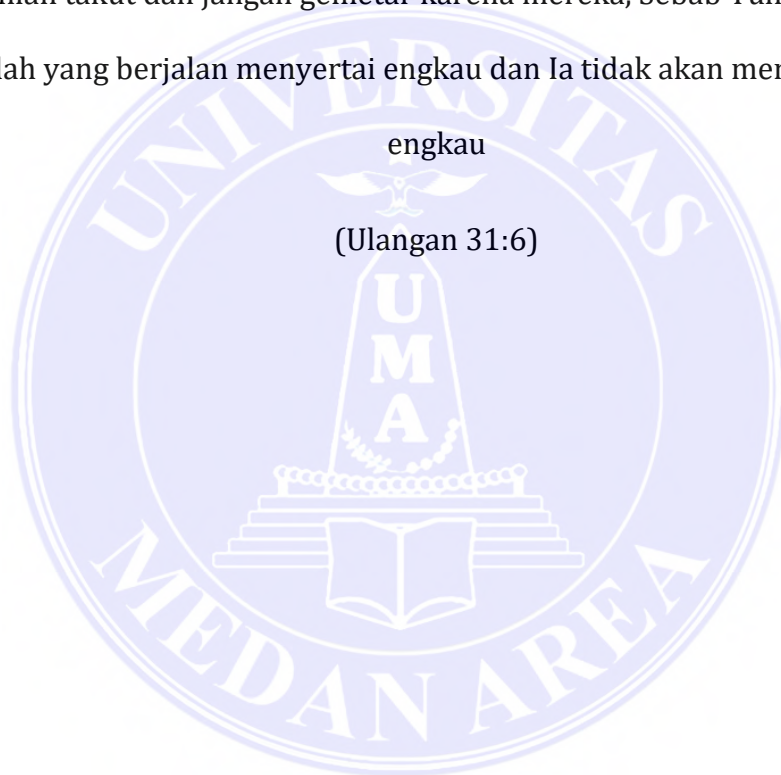 takut dan jangan gemetar karena mereka, sebab
lah yang berjalan menyertai engkau dan Ia tidak akan
engkau
(Ulangan 31:6)
UNIVERSITAS
UMA
MEDAN AREA